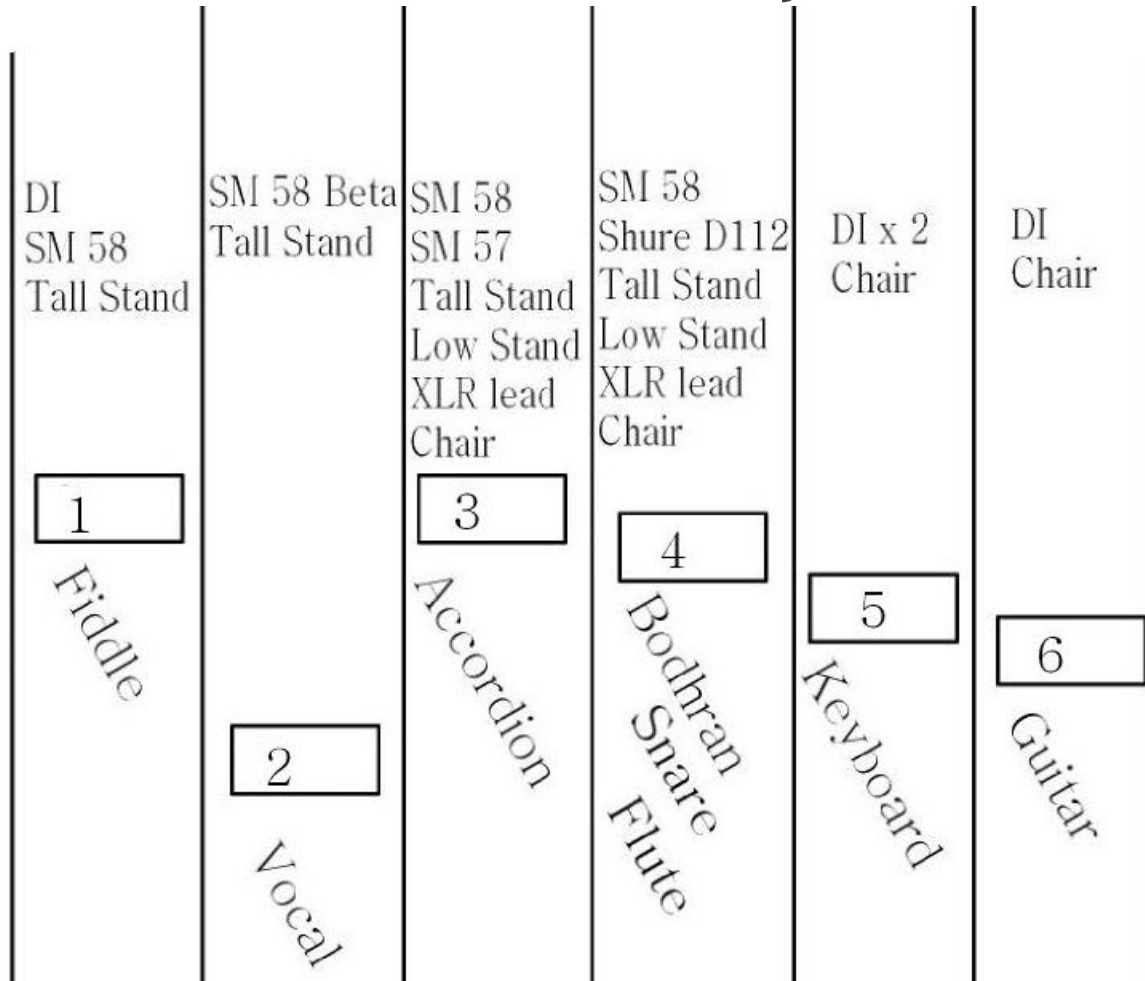 DI
SM 58
Tall Stand
1
Fiddle
SM 58 Beta
Tall Stand
2
Vocal
SM 58
SM 57
Tall Stand
Low Stand
XLR lead
Chair
3
Accordion
SM 58
Shure D112
Tall Stand
Low Stand
XLR lead
Chair
4
Bodhran
Snare
Flute
DI x 2
Chair
5
Keyboard
DI
Chair
6
Guitar